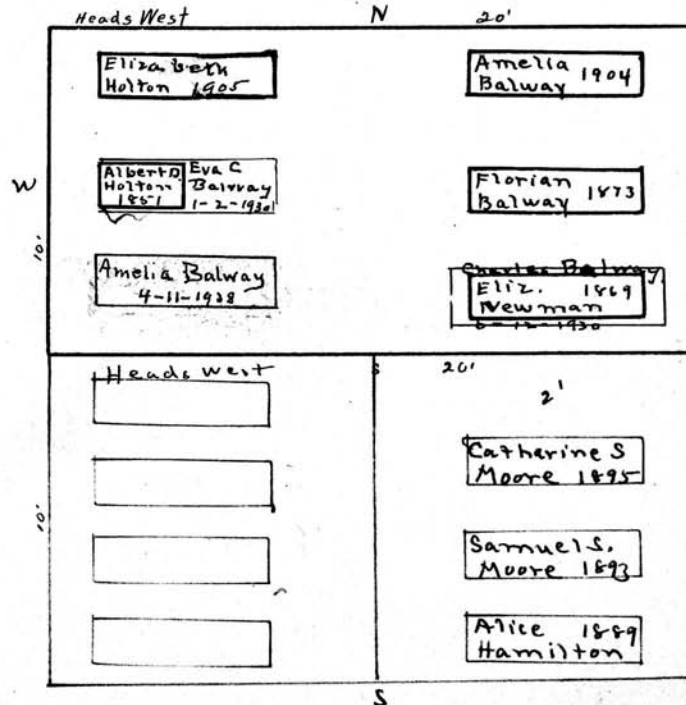 Heads West N 20'
Elizabeth
Holton 1905
Amelia
Balway 1904
W
Albert D
Holton
1851
Eva C
Balway
1-2-1930
Florian
Balway 1873
10'
Amelia Balway
4-11-1938
Charles Balway
Eliz. 1869
Newman
12-1930
Heads West S 20'
2'
Catherine S
Moore 1895
10'
Samuel S.
Moore 1893
Alice 1889
Hamilton
S